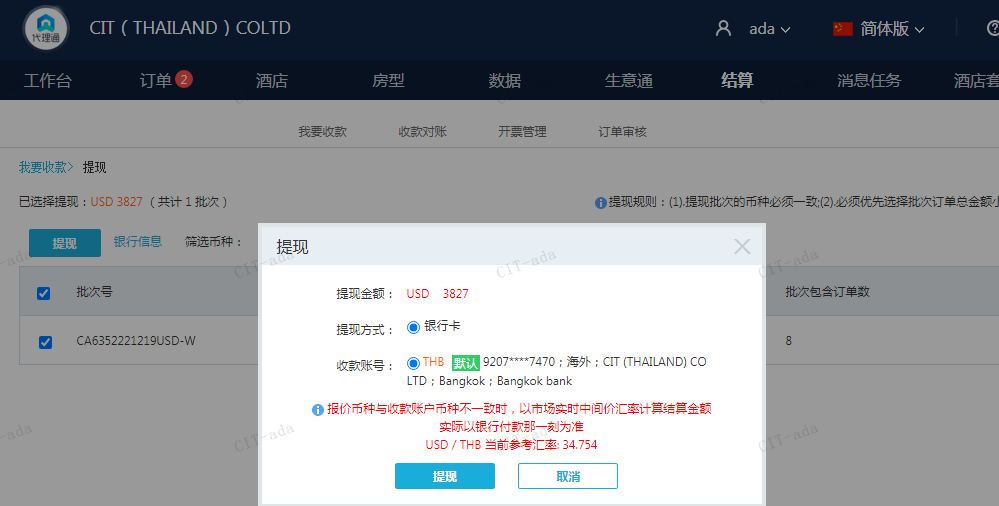 代理通
CIT ( THAILAND ) COLTD
ada
简体版
工作台
订单 2
酒店
房型
数据
生意通
结算
消息任务
酒店套
我要收款
收款对账
开票管理
订单审核
我要收款> 提现
已选择提现：USD 3827 （ 共计 1 批次 ）
提现规则：(1).提现批次的币种必须一致;(2).必须优先选择批次订单总金额小
提现
银行信息
筛选币种：
批次号
批次包含订单数
CA6352221219USD-W
8
提现
提现金额： USD 3827
提现方式： 银行卡
收款账号： THB 默认 9207****7470；海外；CIT (THAILAND) CO
LTD；Bangkok；Bangkok bank
报价币种与收款账户币种不一致时，以市场实时中间价汇率计算结算金额
实际以银行付款那一刻为准
USD / THB 当前参考汇率: 34.754
提现
取消
CIT-ada
CIT-ada
CIT-ada
CIT-ada
CIT-ada